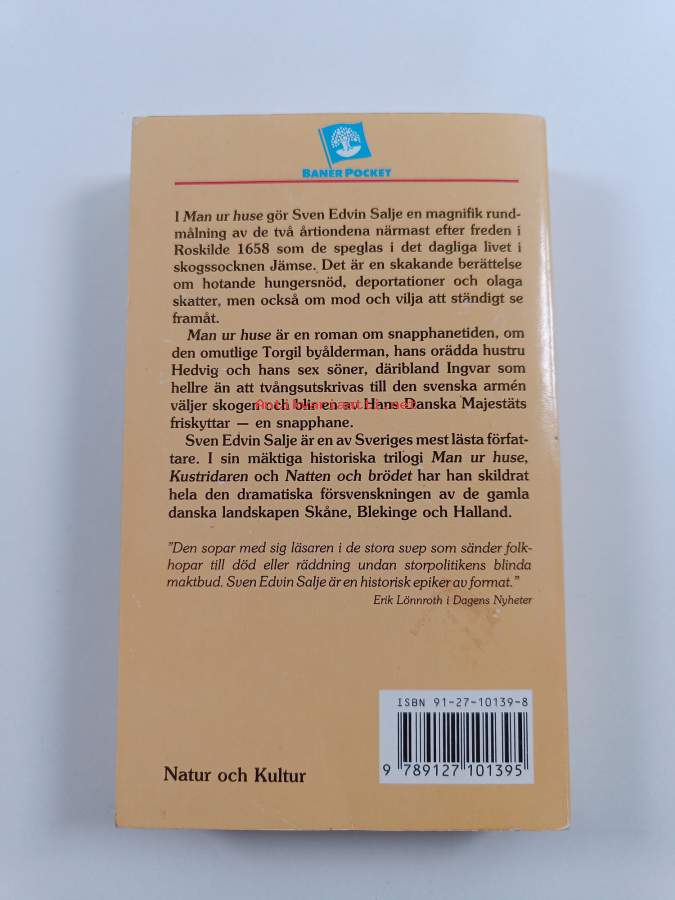 BANER POCKET
I Man ur huse gör Sven Edvin Salje en magnifik rund-
målning av de två årtiondena närmast efter freden i
Roskilde 1658 som de speglas i det dagliga livet i
skogssocknen Jämse. Det är en skakande berättelse
om hotande hungersnöd, deportationer och olaga
skatter, men också om mod och vilja att ständigt se
framåt.
Man ur huse är en roman om snapphanetiden, om
den omutlige Torgil byålderman, hans orädda hustru
Hedvig och hans sex söner, däribland Ingvar som
hellre än att tvångsutskrivas till den svenska armén
väljer skogen och blir en av Hans Danska Majestäts
Antikvariaatti.net
friskyttar — en snapphane.
Sven Edvin Salje är en av Sveriges mest lästa förfat-
tare. I sin mäktiga historiska trilogi Man ur huse,
Kustridaren och Natten och brödet har han skildrat
hela den dramatiska försvenskningen av de gamla
danska landskapen Skåne, Blekinge och Halland.
"Den sopar med sig läsaren i de stora svep som sänder folk-
hopar till död eller räddning undan storpolitikens blinda
maktbud. Sven Edvin Salje är en historisk epiker av format."
Erik Lönnroth i Dagens Nyheter
ISBN 91-27-10139-8
9 789127 101395
Natur och Kultur